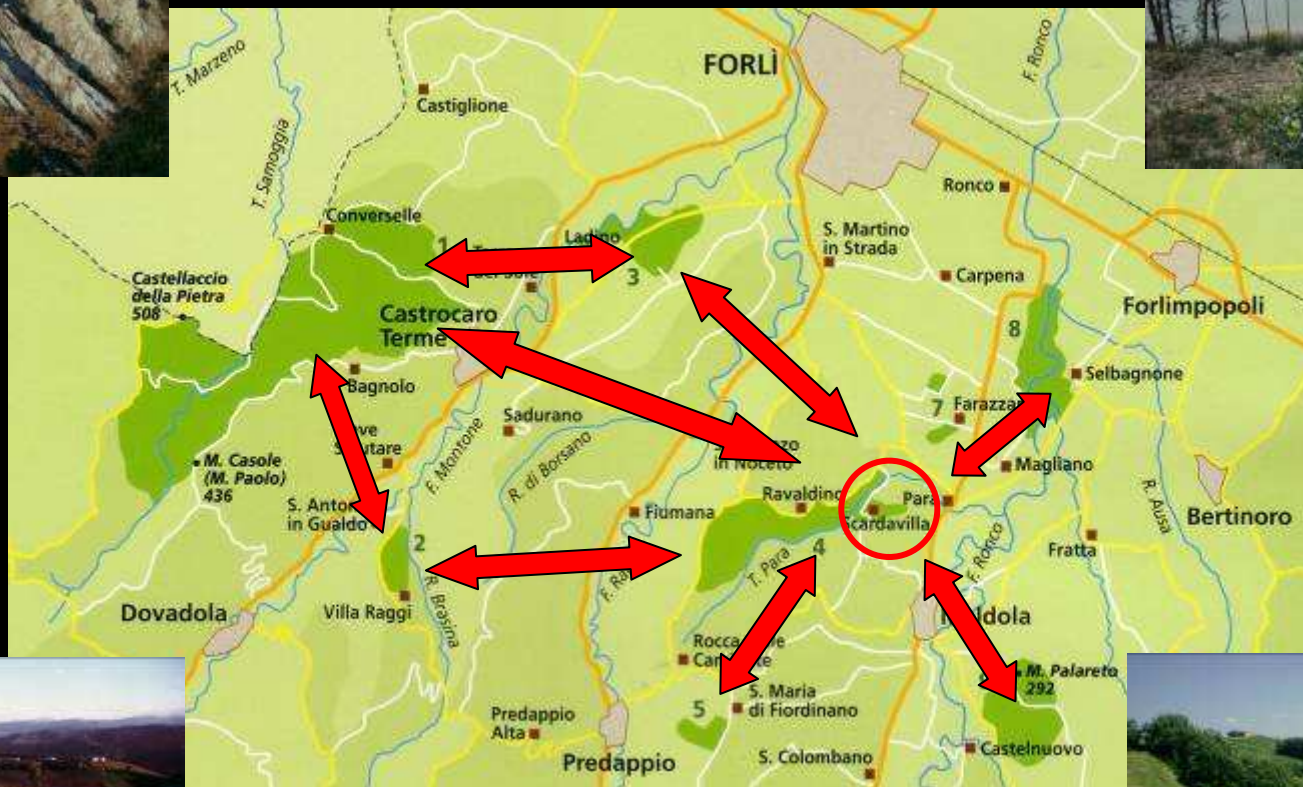 T. Marzeno
FORLÌ
F. Ronco
Castiglione
T. Samoggia
Ronco
Converselle
S. Martino
in Strada
1
Ladino
3
Carpena
Castellaccio
della Pietra
508
Forlimpopoli
Castrocaro
Terme
8
Bagnolo
Selbagnone
7
Sadurano
F. Montone
R. di Borsano
in Noceto
Magliano
M. Casole
(M. Paolo)
436
S. Anton
in Gualdo
Ravaldino
Para
Scardavilla
Fiumana
R. Ausa
Bertinoro
2
4
T. Para
F. Ronco
Fratta
Dovadola
Villa Raggi
R. Brasina
Rocca
M. Palareto
292
5
S. Maria
di Fiordinano
Predappio
Alta
Castelnuovo
Predappio
S. Colombano